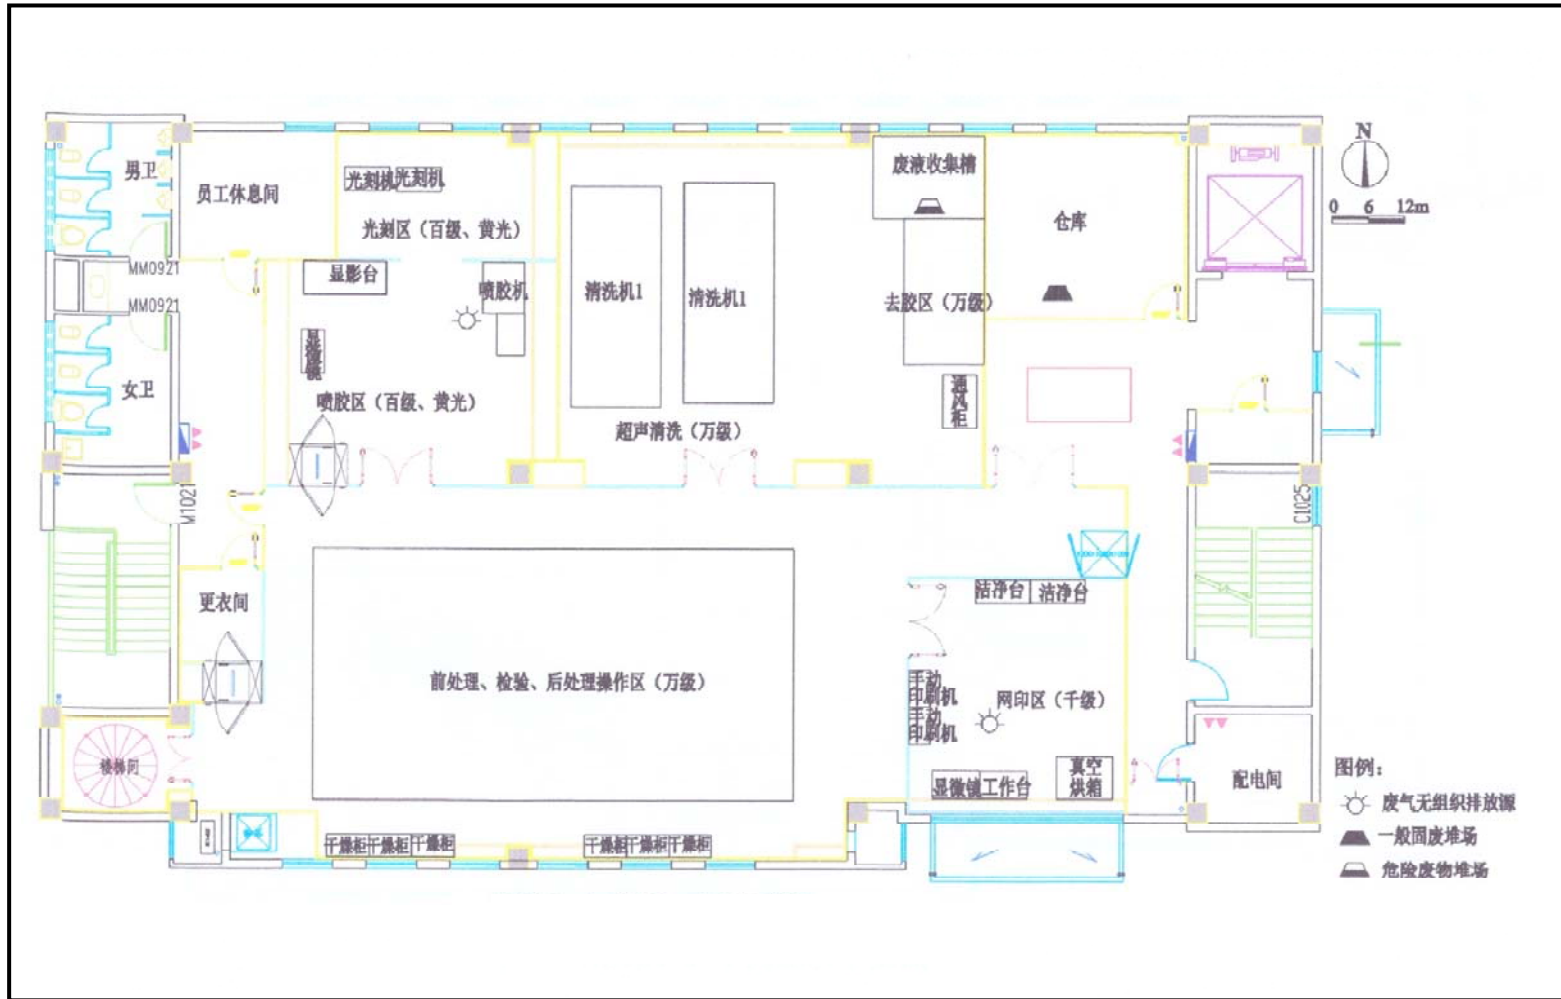 N
0 6 12m
男卫
员工休息间
光刻机
光刻机
光刻区（百级、黄光）
废液收集槽
仓库
MM0921
MM0921
显影台
喷胶机
清洗机1
清洗机1
去胶区（万级）
显微镜
女卫
喷胶区（百级、黄光）
超声清洗（万级）
通风柜
M1021
C1025
更衣间
洁净台
洁净台
前处理、检验、后处理操作区（万级）
手动
印刷机
手动
印刷机
网印区（千级）
楼梯间
显微镜工作台
真空
烘箱
配电间
干燥柜干燥柜干燥柜
干燥柜干燥柜干燥柜
图例：
废气无组织排放源
一般固废堆场
危险废物堆场